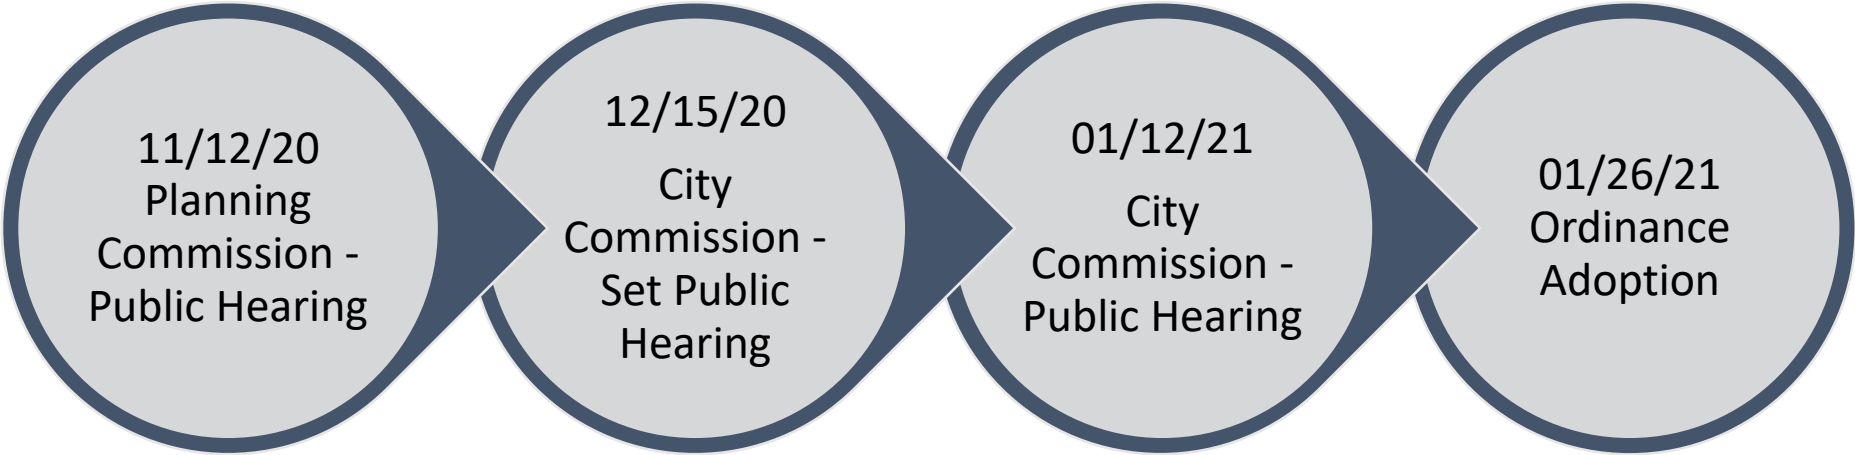 11/12/20
Planning
Commission -
Public Hearing
12/15/20
City
Commission -
Set Public
Hearing
01/12/21
City
Commission -
Public Hearing
01/26/21
Ordinance
Adoption